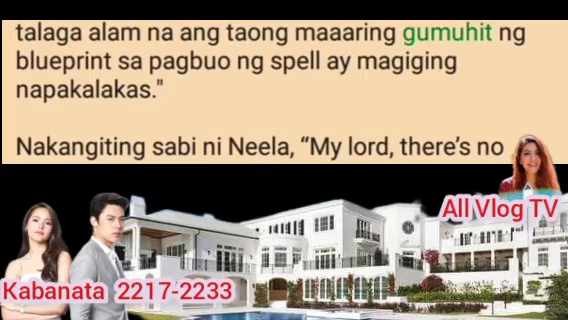 talaga alam na ang taong maaaring gumuhit ng
blueprint sa pagbuo ng spell ay magiging
napakalakas."
Nakangiting sabi ni Neela, “My lord, there’s no
All Vlog TV
Kabanata 2217-2233